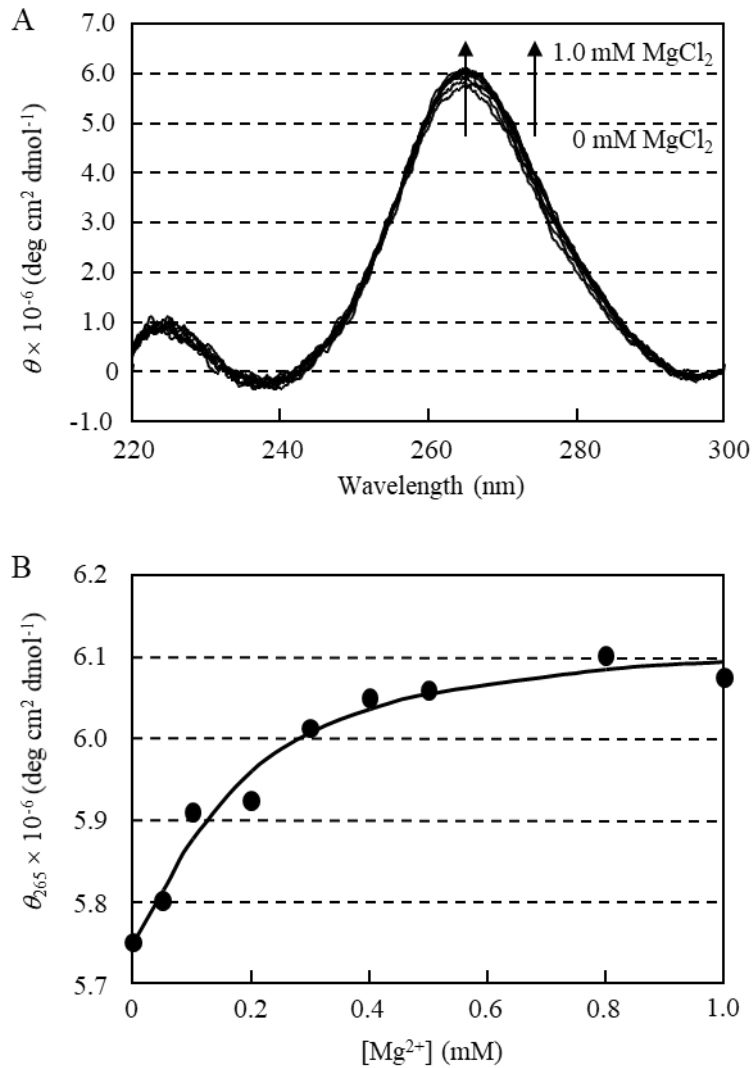 A
7.0
6.0
5.0
4.0
3.0
2.0
1.0
0
-1.0
1.0 mM MgCl₂
0 mM MgCl₂
θ × 10⁻⁶ (deg cm² dmol⁻¹)
220 240 260 280 300
Wavelength (nm)
B
6.2
6.1
6.0
5.9
5.8
5.7
θ₂₆₅ × 10⁻⁶ (deg cm² dmol⁻¹)
0 0.2 0.4 0.6 0.8 1.0
[Mg²⁺] (mM)